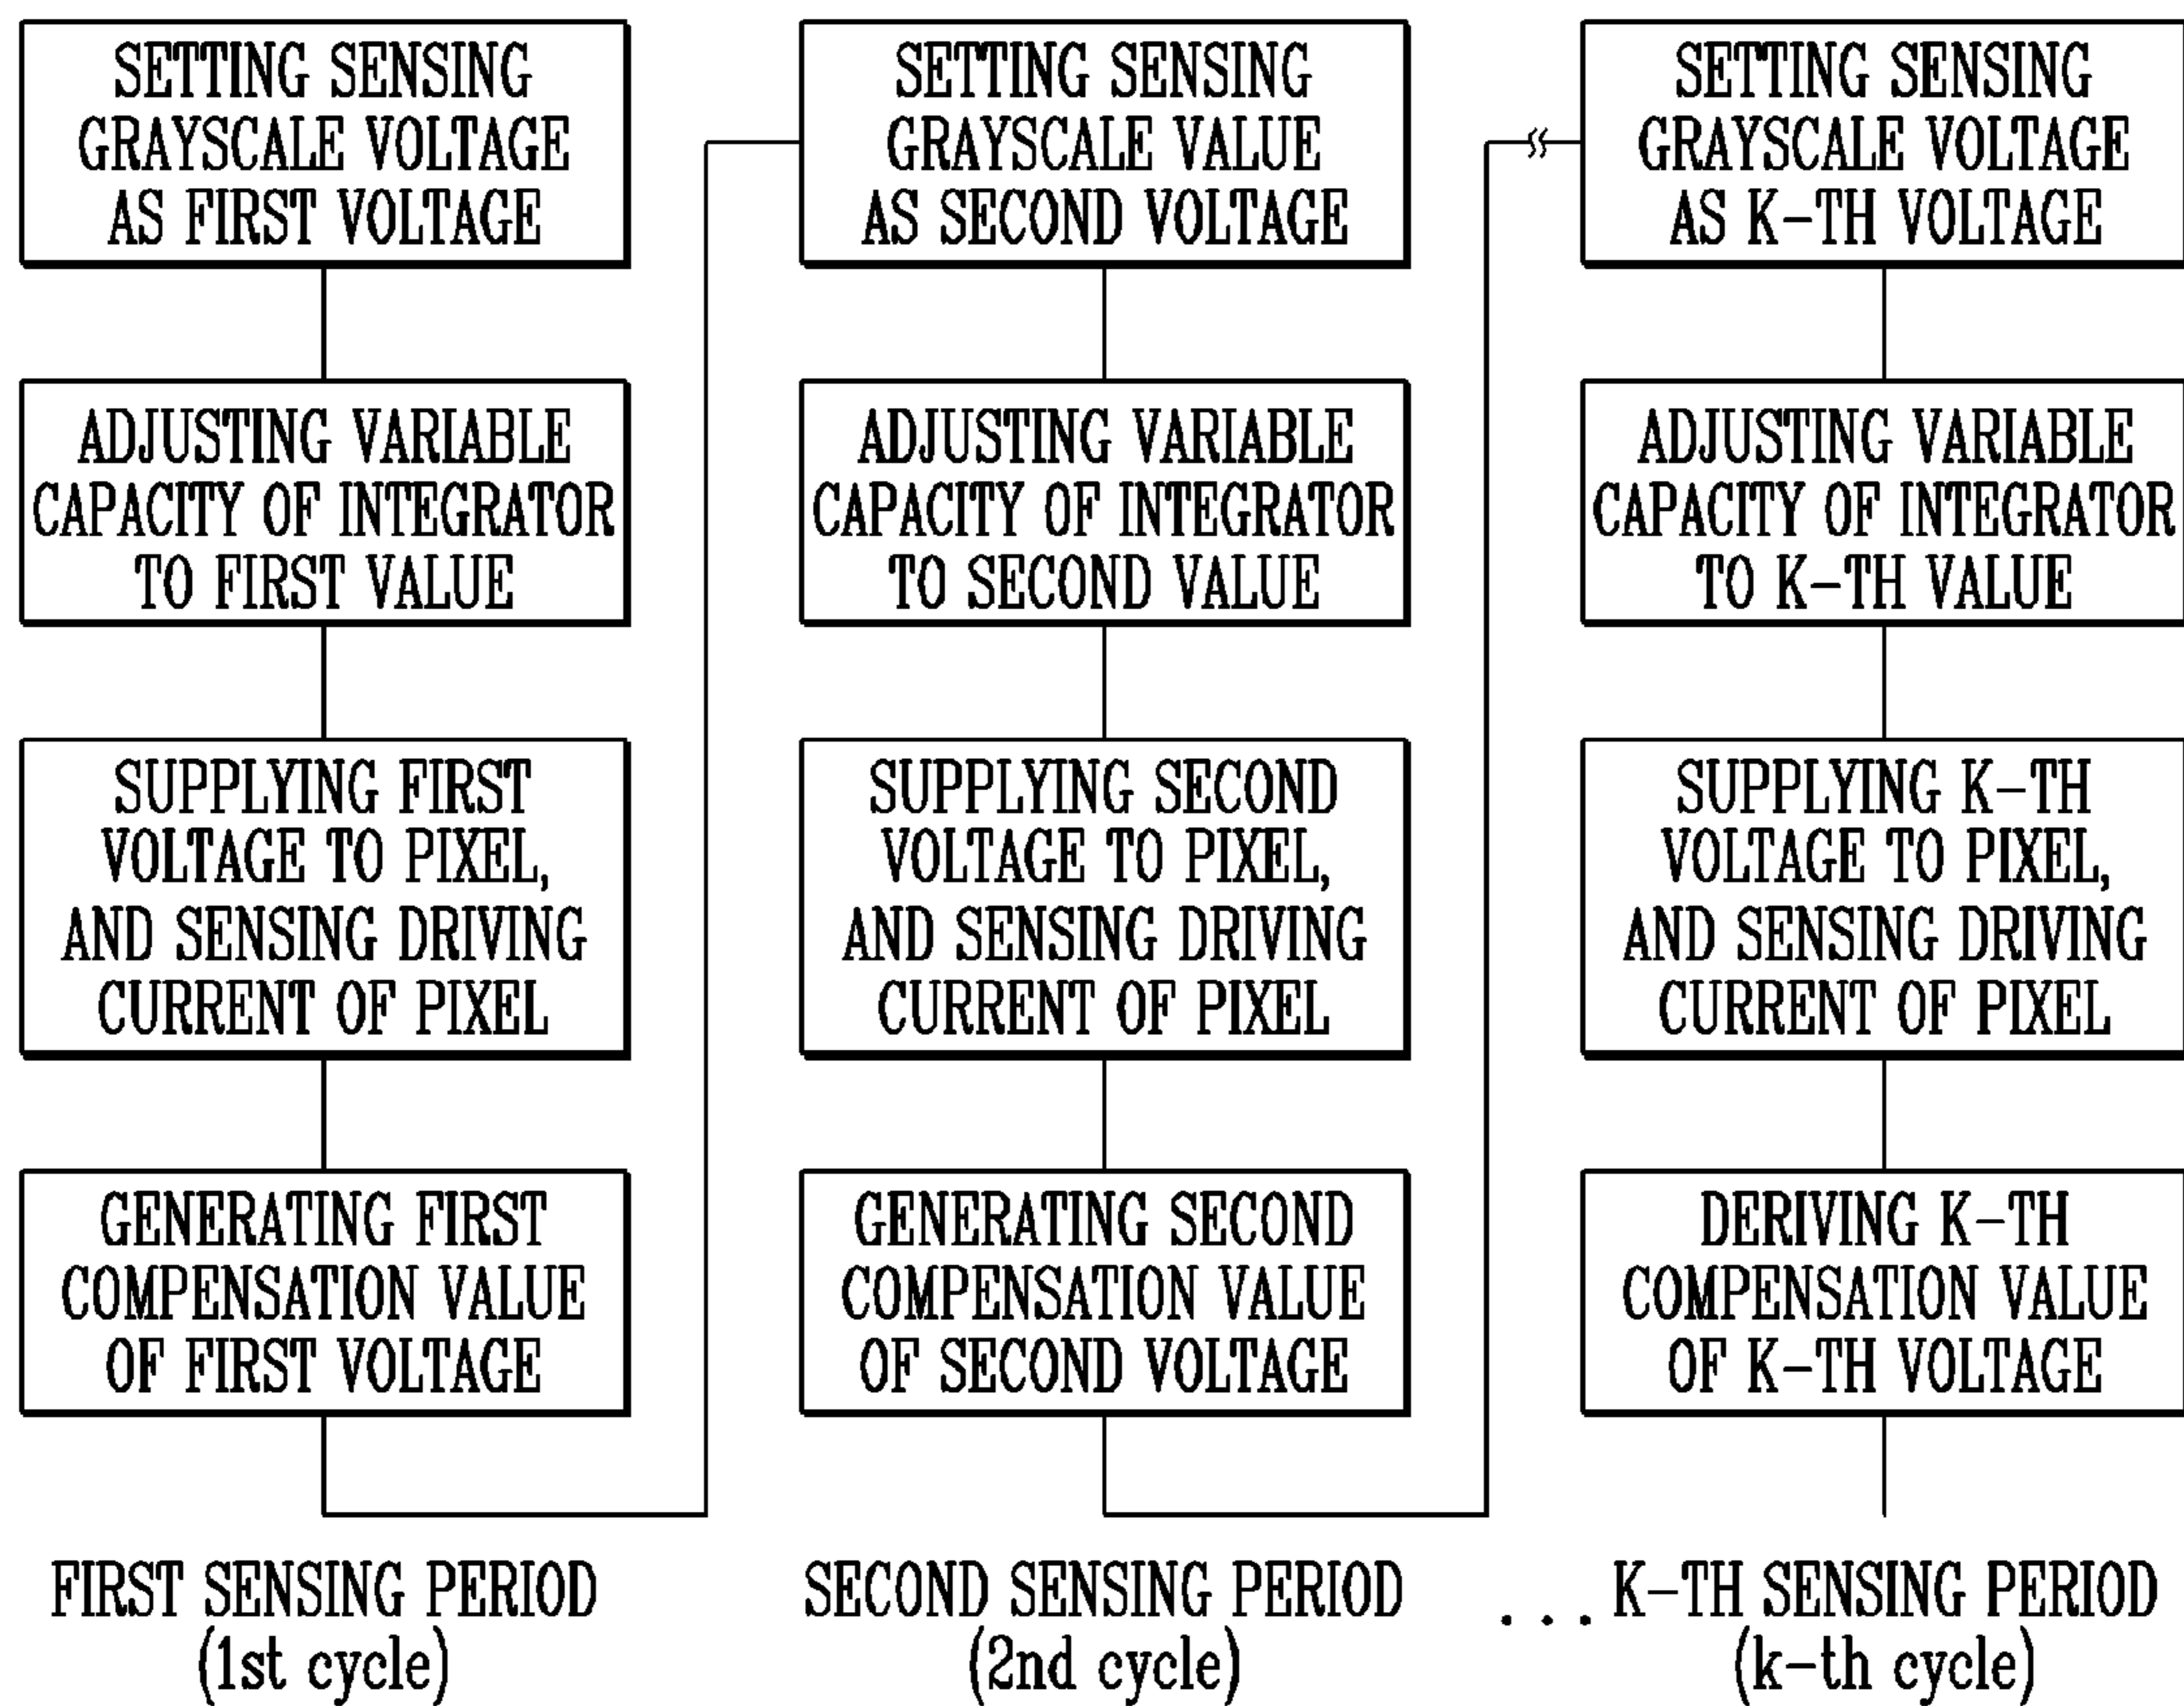 SETTING SENSING
GRAYSCALE VOLTAGE
AS FIRST VOLTAGE
ADJUSTING VARIABLE
CAPACITY OF INTEGRATOR
TO FIRST VALUE
SUPPLYING FIRST
VOLTAGE TO PIXEL,
AND SENSING DRIVING
CURRENT OF PIXEL
GENERATING FIRST
COMPENSATION VALUE
OF FIRST VOLTAGE
FIRST SENSING PERIOD
(1st cycle)
SETTING SENSING
GRAYSCALE VALUE
AS SECOND VOLTAGE
ADJUSTING VARIABLE
CAPACITY OF INTEGRATOR
TO SECOND VALUE
SUPPLYING SECOND
VOLTAGE TO PIXEL,
AND SENSING DRIVING
CURRENT OF PIXEL
GENERATING SECOND
COMPENSATION VALUE
OF SECOND VOLTAGE
SECOND SENSING PERIOD
(2nd cycle)
...
SETTING SENSING
GRAYSCALE VOLTAGE
AS K-TH VOLTAGE
ADJUSTING VARIABLE
CAPACITY OF INTEGRATOR
TO K-TH VALUE
SUPPLYING K-TH
VOLTAGE TO PIXEL,
AND SENSING DRIVING
CURRENT OF PIXEL
DERIVING K-TH
COMPENSATION VALUE
OF K-TH VOLTAGE
K-TH SENSING PERIOD
(k-th cycle)